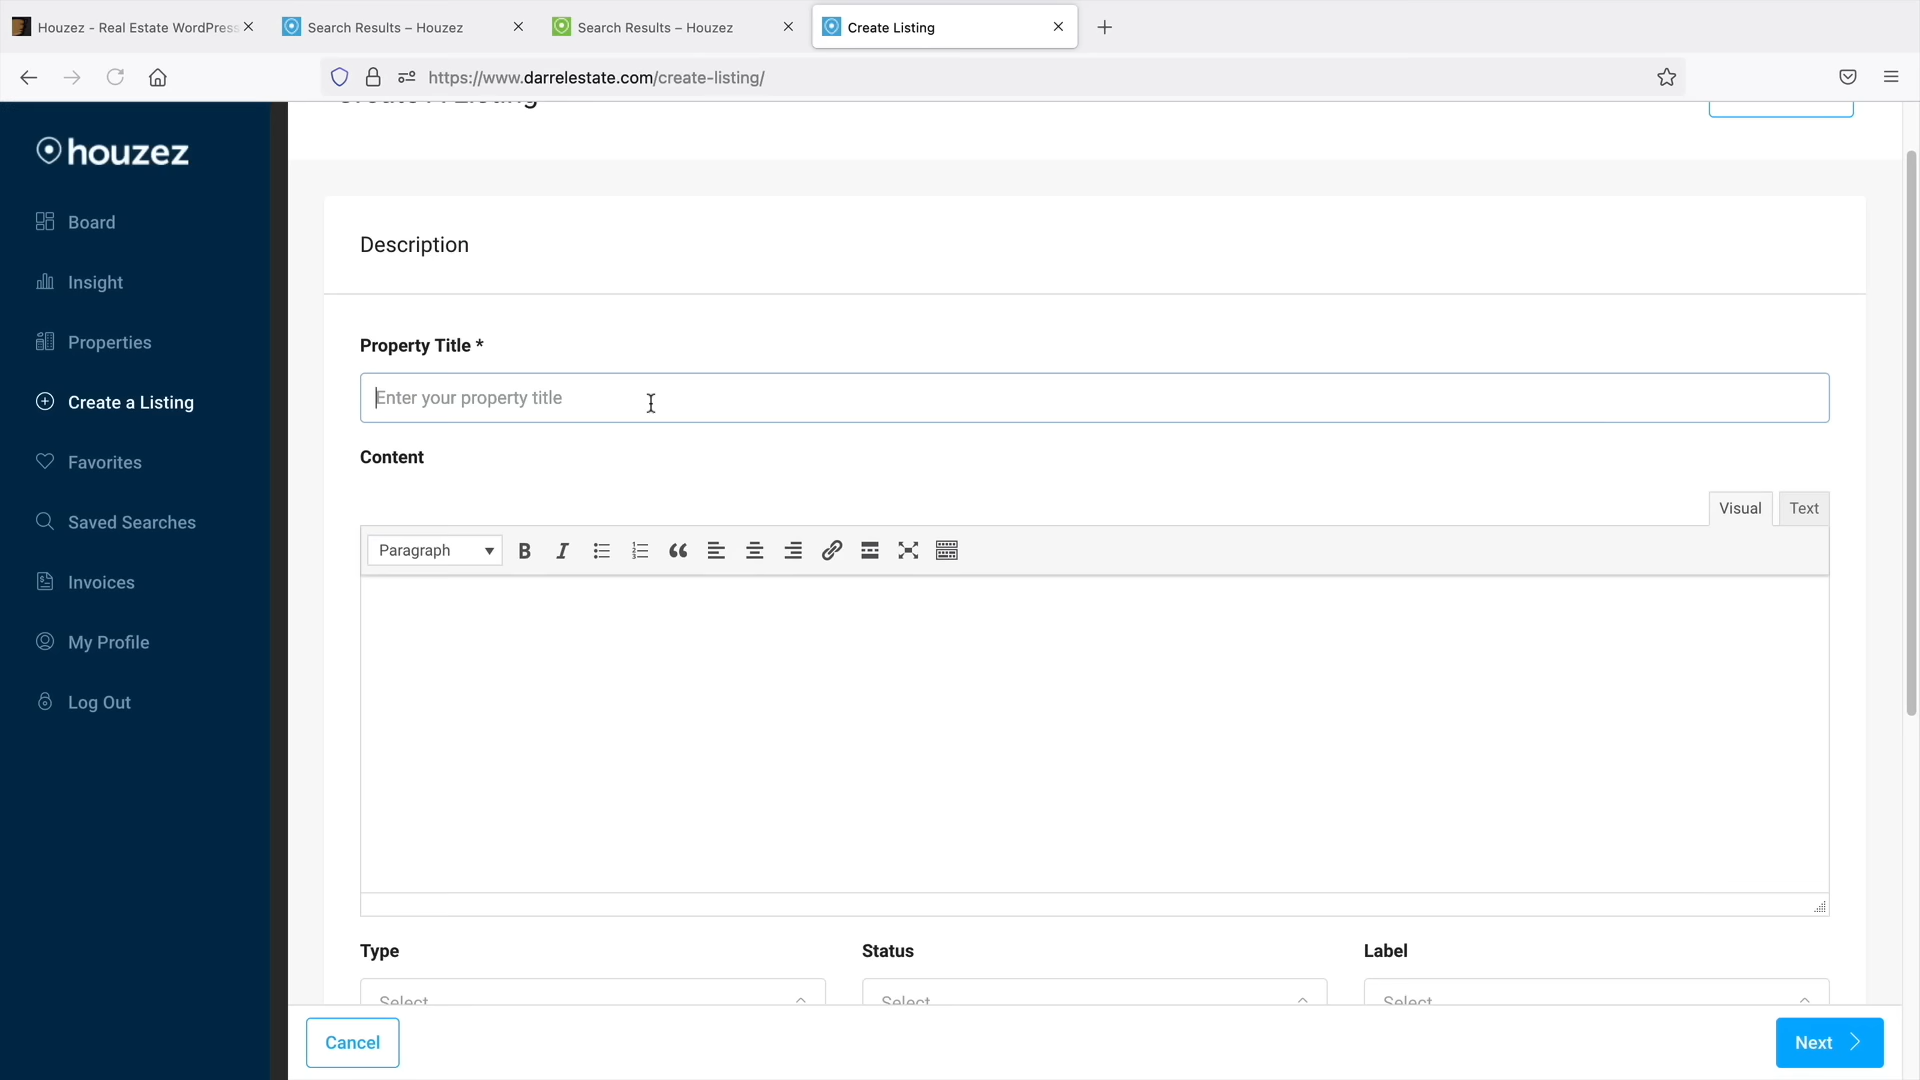 Houzez - Real Estate WordPress
Search Results – Houzez
Search Results – Houzez
Create Listing
https://www.darrelestate.com/create-listing/
houzez
Board
Insight
Properties
Create a Listing
Favorites
Saved Searches
Invoices
My Profile
Log Out
Description
Property Title *
Enter your property title
Content
Visual
Text
Paragraph
Type
Status
Label
Select
Select
Select
Cancel
Next